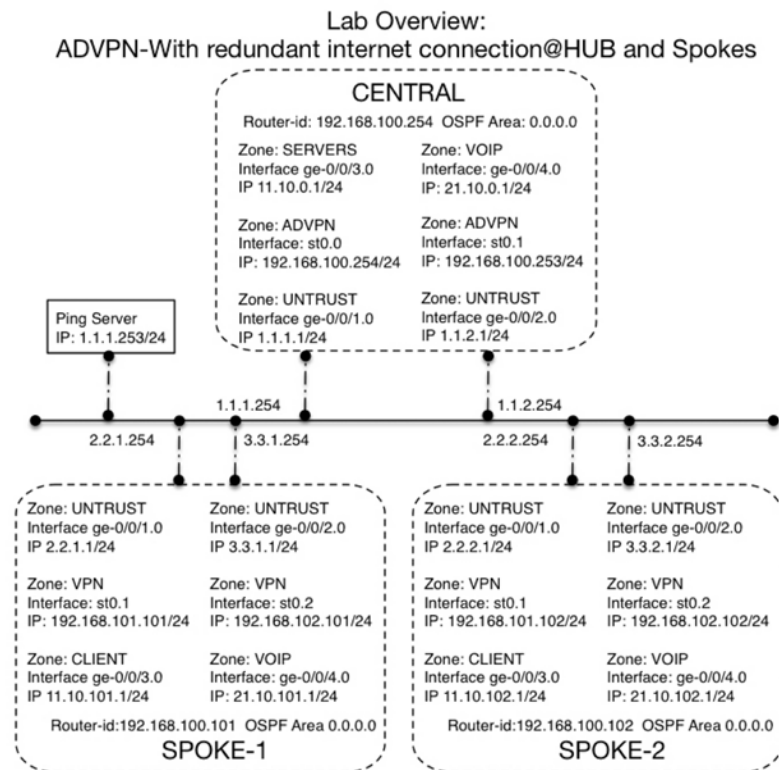 Lab Overview:
ADVPN-With redundant internet connection@HUB and Spokes
CENTRAL
Router-id: 192.168.100.254 OSPF Area: 0.0.0.0
Zone: SERVERS
Interface ge-0/0/3.0
IP 11.10.0.1/24
Zone: VOIP
Interface: ge-0/0/4.0
IP: 21.10.0.1/24
Zone: ADVPN
Interface: st0.0
IP: 192.168.100.254/24
Zone: ADVPN
Interface: st0.1
IP: 192.168.100.253/24
Zone: UNTRUST
Interface ge-0/0/1.0
IP 1.1.1.1/24
Zone: UNTRUST
Interface ge-0/0/2.0
IP 1.1.2.1/24
Ping Server
IP: 1.1.1.253/24
1.1.1.254
1.1.2.254
2.2.1.254
3.3.1.254
2.2.2.254
3.3.2.254
Zone: UNTRUST
Interface ge-0/0/1.0
IP 2.2.1.1/24
Zone: UNTRUST
Interface ge-0/0/2.0
IP 3.3.1.1/24
Zone: VPN
Interface: st0.1
IP: 192.168.101.101/24
Zone: VPN
Interface: st0.2
IP: 192.168.102.101/24
Zone: CLIENT
Interface ge-0/0/3.0
IP 11.10.101.1/24
Zone: VOIP
Interface: ge-0/0/4.0
IP: 21.10.101.1/24
Router-id:192.168.100.101 OSPF Area 0.0.0.0
SPOKE-1
Zone: UNTRUST
Interface ge-0/0/1.0
IP 2.2.2.1/24
Zone: UNTRUST
Interface ge-0/0/2.0
IP 3.3.2.1/24
Zone: VPN
Interface: st0.1
IP: 192.168.101.102/24
Zone: VPN
Interface: st0.2
IP: 192.168.102.102/24
Zone: CLIENT
Interface ge-0/0/3.0
IP 11.10.102.1/24
Zone: VOIP
Interface: ge-0/0/4.0
IP: 21.10.102.1/24
Router-id:192.168.100.102 OSPF Area 0.0.0.0
SPOKE-2